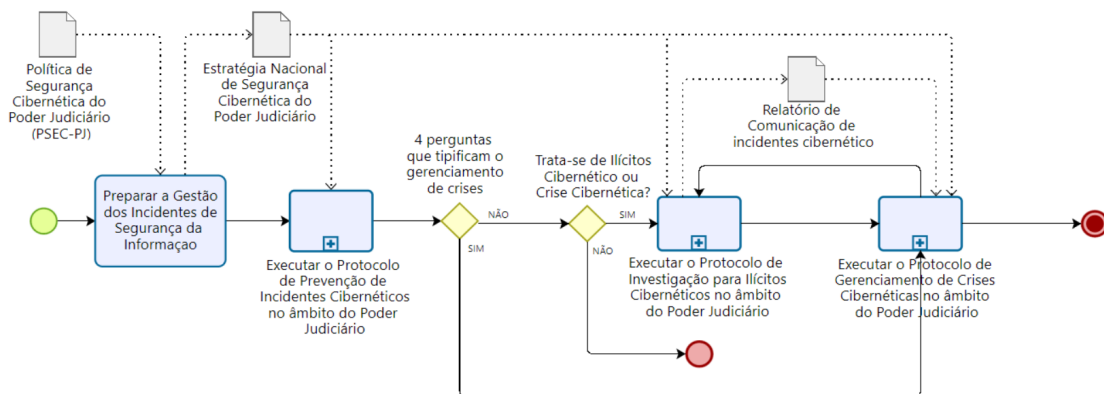 Política de
Segurança
Cibernética do
Poder Judiciário
(PSEC-PJ)
Estratégia Nacional
de Segurança
Cibernética do
Poder Judiciário
Relatório de
Comunicação de
incidentes cibernético
4 perguntas
que tipificam o
gerenciamento
de crises
Trata-se de Ilícitos
Cibernético ou
Crise Cibernética?
Preparar a Gestão
dos Incidentes de
Segurança da
Informaçao
NÃO
SIM
SIM
NÃO
Executar o Protocolo
de Prevenção de
Incidentes Cibernéticos
no âmbito do Poder
Judiciário
Executar o Protocolo de
Investigação para Ilícitos
Cibernéticos no âmbito
do Poder Judiciário
Executar o Protocolo de
Gerenciamento de Crises
Cibernéticas no âmbito
do Poder Judiciário